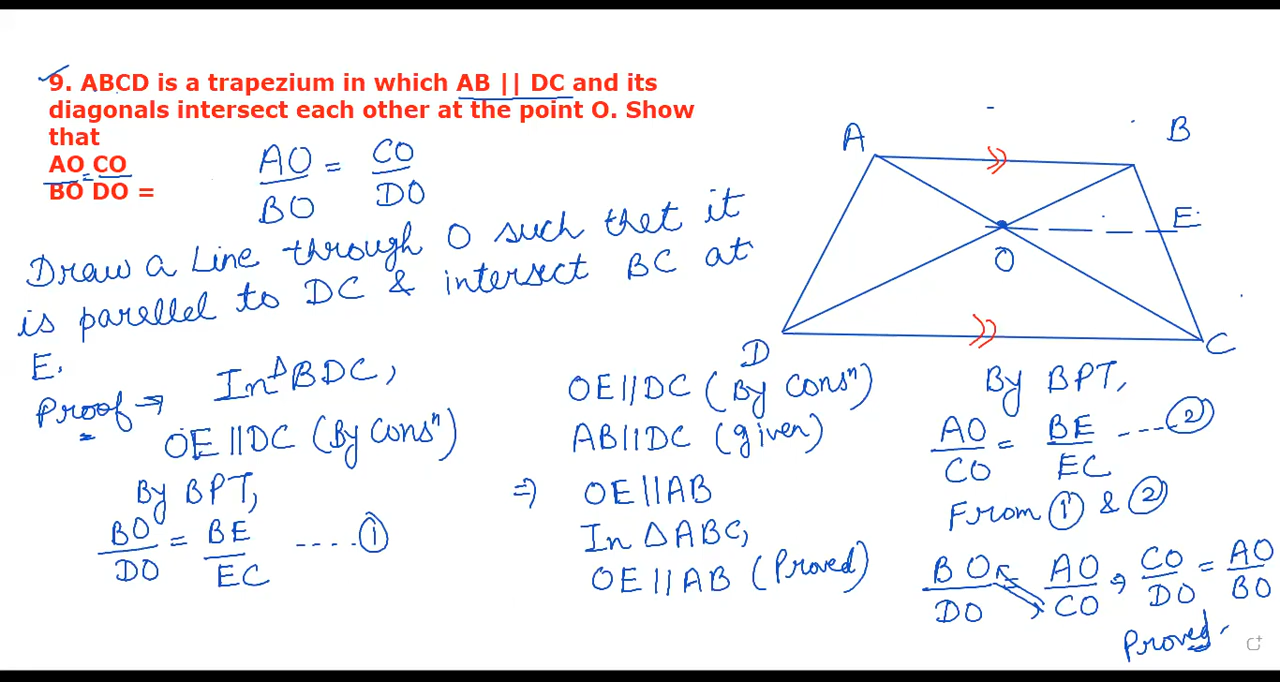 9. ABCD is a trapezium in which AB || DC and its
diagonals intersect each other at the point O. Show
that
AO CO
BO DO =
AO/BO = CO/DO
Draw a Line through O such thet it
is parellel to DC & intersect BC at
E.
Proof → In ΔBDC,
OE||DC (By Consⁿ)
By BPT,
BO/DO = BE/EC ....①
OE||DC (By Consⁿ)
AB||DC (given)
⇒ OE||AB
In ΔABC,
OE||AB (Proved)
By BPT,
AO/CO = BE/EC ....②
From ① & ②
BO/DO = AO/CO ⇒ CO/DO = AO/BO
Proved.
A
B
E
O
D
C